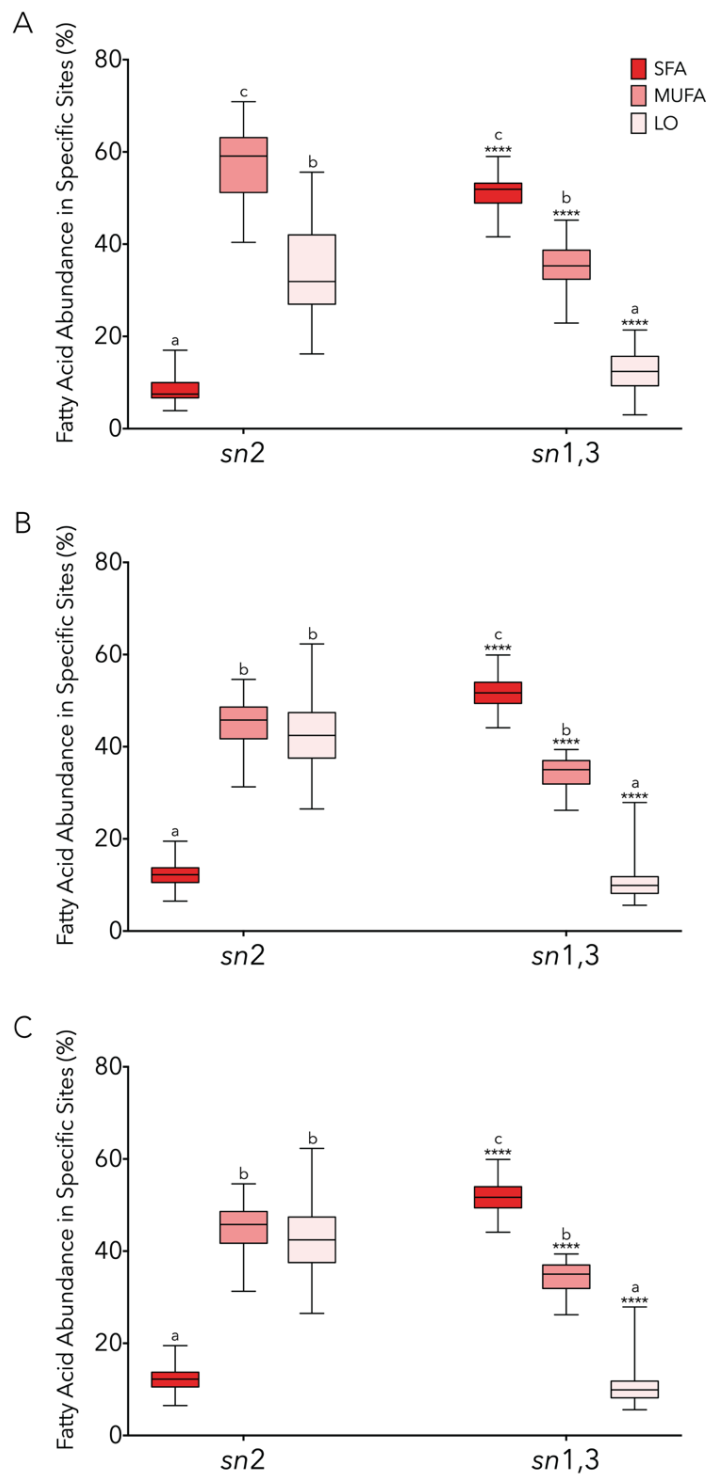 A
Fatty Acid Abundance in Specific Sites (%)
80
60
40
20
0
SFA
MUFA
LO
a
c
b
c
****
b
****
a
****
sn2
sn1,3
B
Fatty Acid Abundance in Specific Sites (%)
80
60
40
20
0
a
b
b
c
****
b
****
a
****
sn2
sn1,3
C
Fatty Acid Abundance in Specific Sites (%)
80
60
40
20
0
a
b
b
c
****
b
****
a
****
sn2
sn1,3